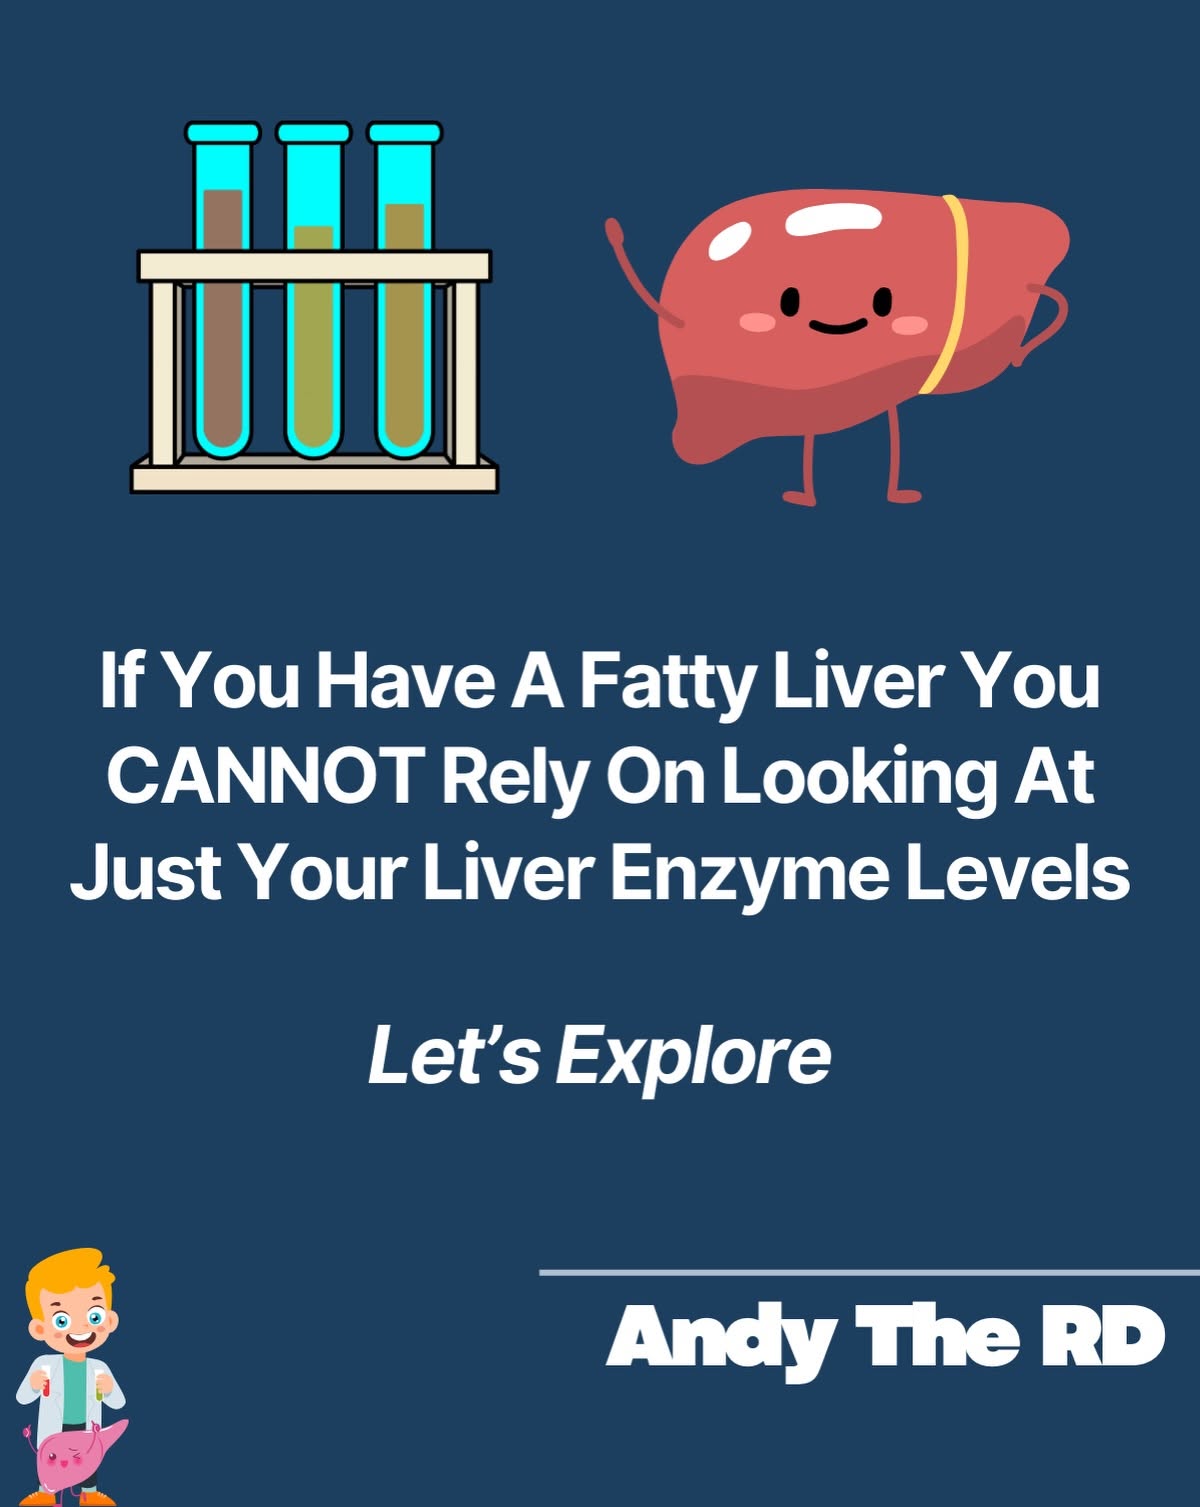 If You Have A Fatty Liver You
CANNOT Rely On Looking At
Just Your Liver Enzyme Levels
Let’s Explore
Andy The RD